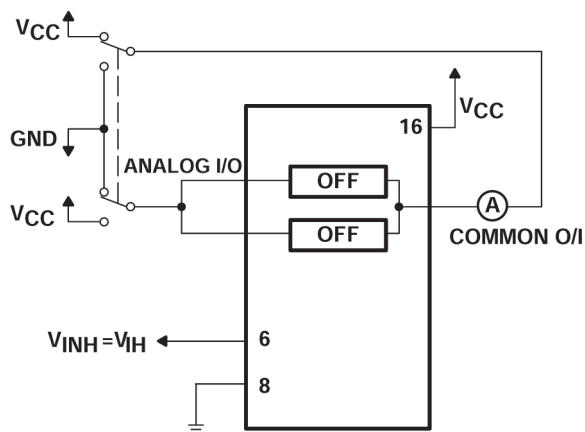 VCC
GND
VCC
ANALOG I/O
16
VCC
OFF
OFF
A
COMMON O/I
VINH = VIH
6
8